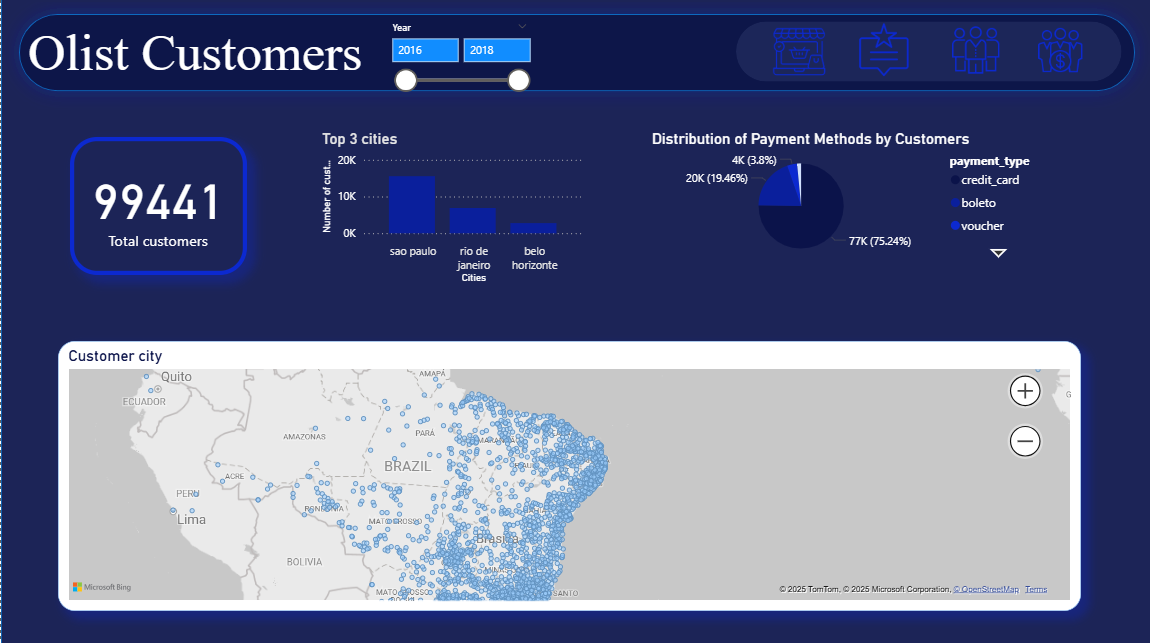 Olist Customers
Year
2016
2018
99441
Total customers
Top 3 cities
Number of cust...
20K
10K
0K
sao paulo
rio de
janeiro
belo
horizonte
Cities
Distribution of Payment Methods by Customers
4K (3.8%)
20K (19.46%)
77K (75.24%)
payment_type
credit_card
boleto
voucher
Customer city
Quito
ECUADOR
AMAPÁ
AMAZONAS
PARÁ
BRAZIL
ACRE
PERU
Lima
RONDÔNIA
MATO GROSSO
Brasília
BOLIVIA
MATO GROSSO
SANTO
G
Microsoft Bing
© 2025 TomTom, © 2025 Microsoft Corporation, © OpenStreetMap Terms